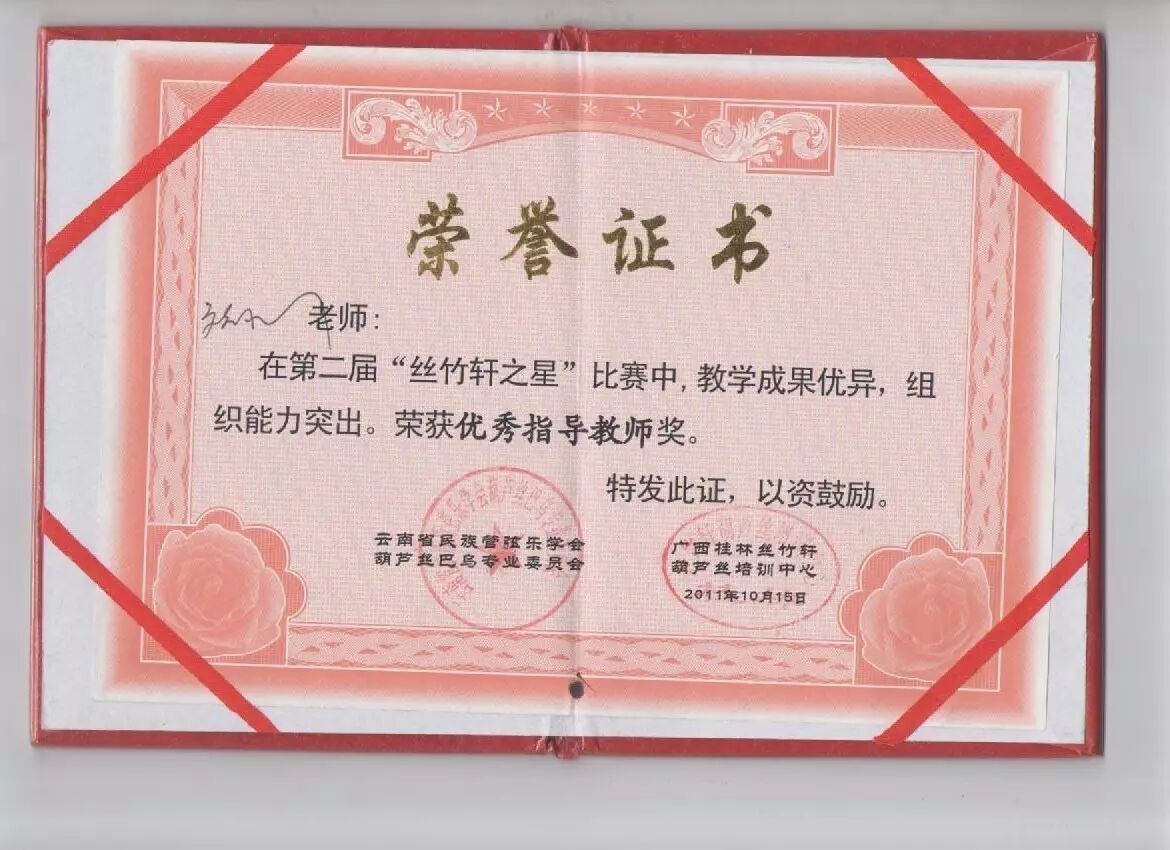 荣誉证书
老师：
在第二届“丝竹轩之星”比赛中，教学成果优异，组
织能力突出。荣获优秀指导教师奖。
特发此证，以资鼓励。
云南省民族管弦乐学会
葫芦丝巴乌专业委员会
广西桂林丝竹轩
葫芦丝培训中心
2011年10月15日